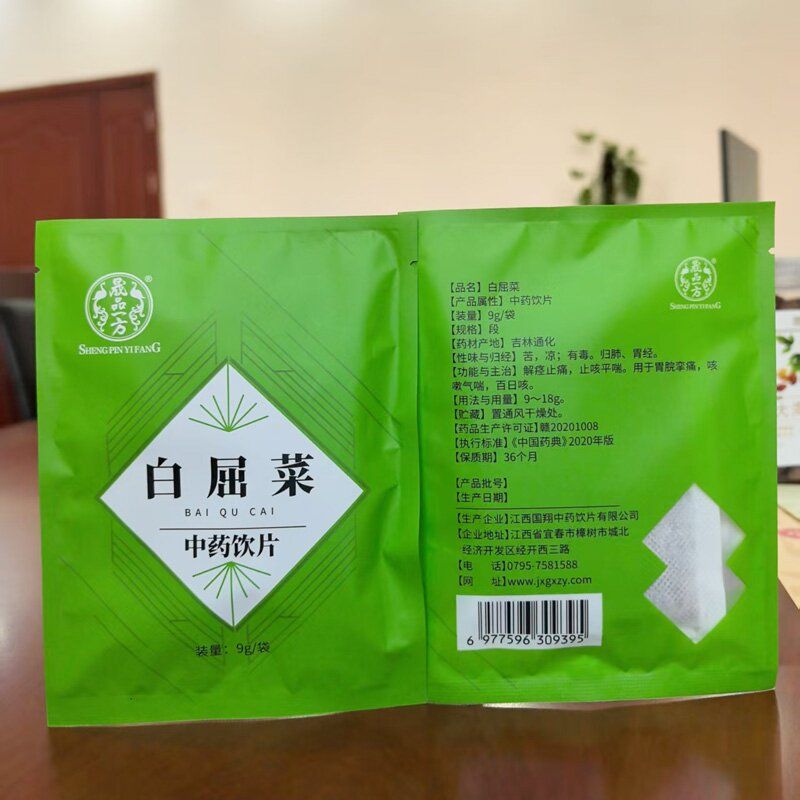 晟品一方
®
SHENG PIN YI FANG
白屈菜
BAI QU CAI
中药饮片
装量：9g/袋
晟品一方
®
SHENG PIN YI FANG
【品名】白屈菜
【产品属性】中药饮片
【装量】9g/袋
【规格】段
【药材产地】吉林通化
【性味与归经】苦，凉；有毒。归肺、胃经。
【功能与主治】解痉止痛，止咳平喘。用于胃脘挛痛，咳
嗽气喘，百日咳。
【用法与用量】9～18g。
【贮藏】置通风干燥处。
【药品生产许可证】赣20201008
【执行标准】《中国药典》2020年版
【保质期】36个月
【产品批号】
【生产日期】
【生产企业】江西国翔中药饮片有限公司
【企业地址】江西省宜春市樟树市城北
经济开发区经开西三路
【电 话】0795-7581588
【网 址】www.jxgxzy.com
6 977596 309395